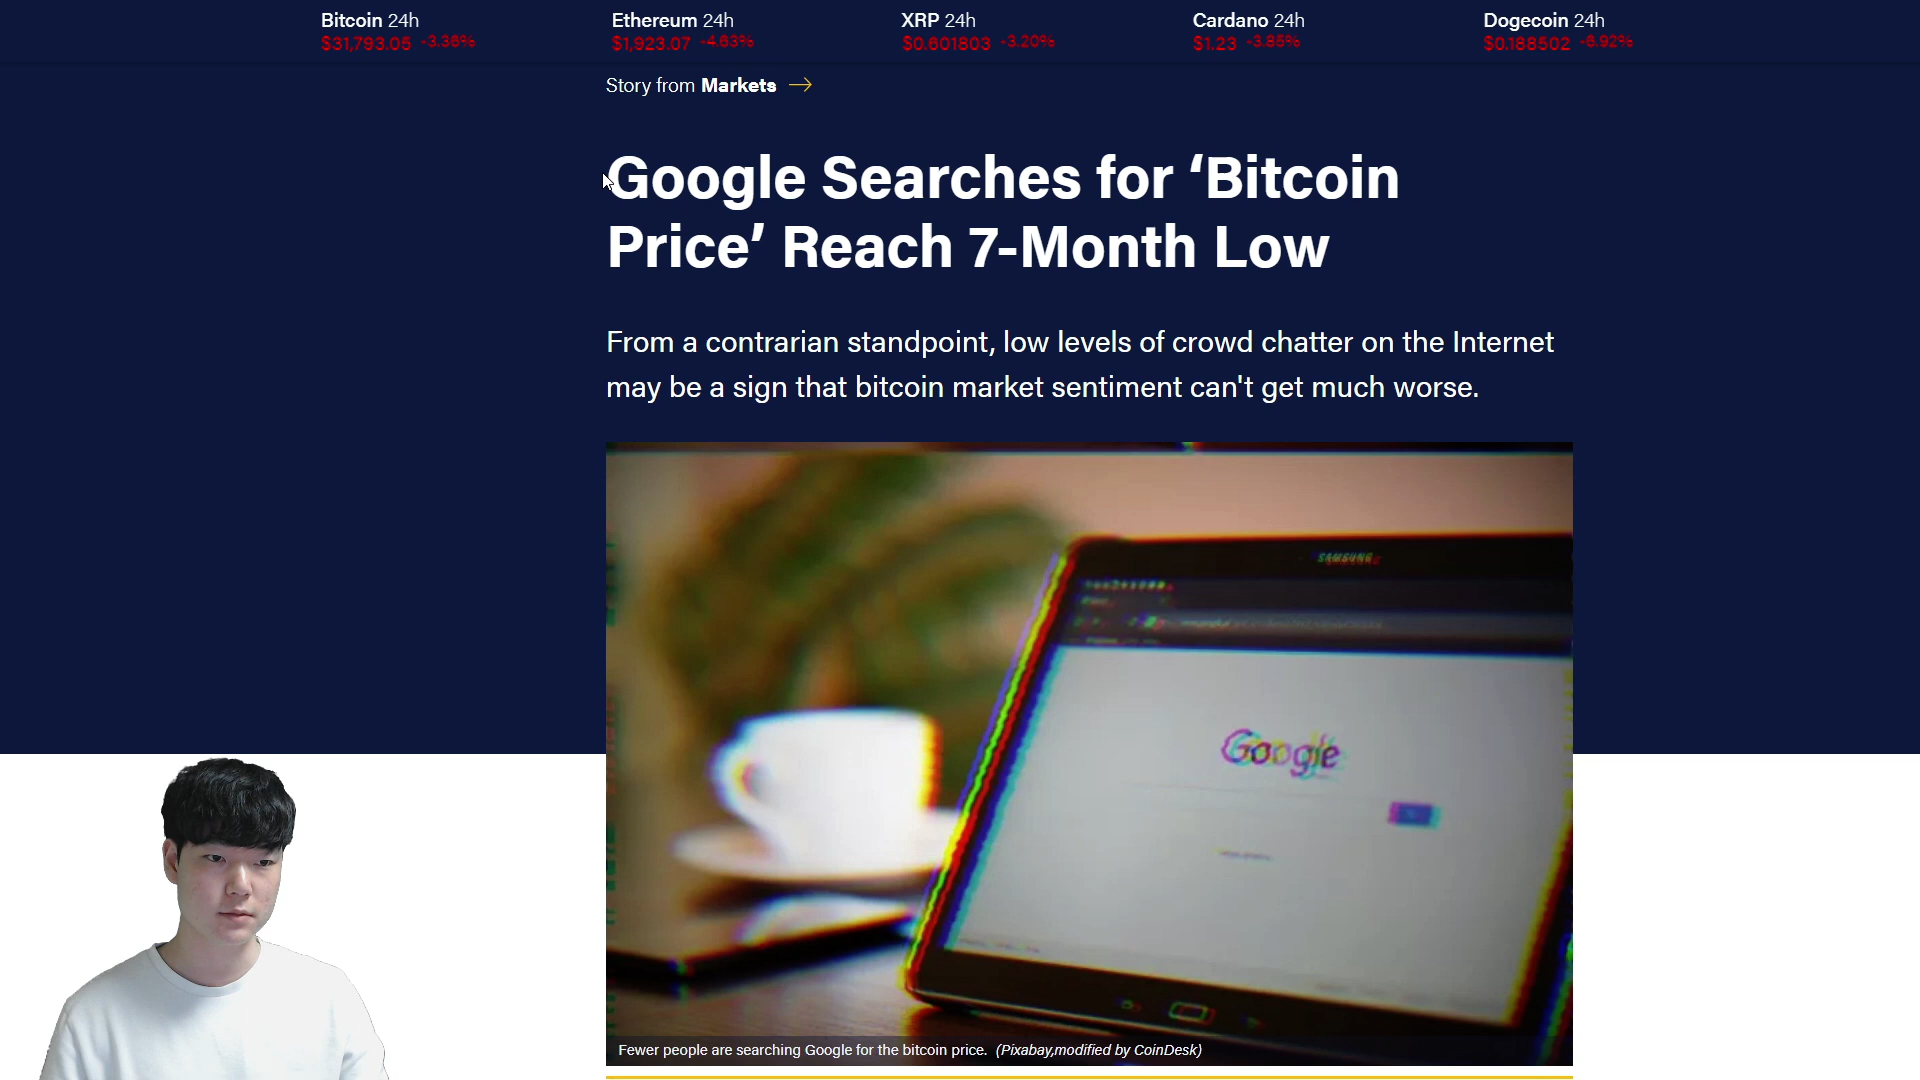 Bitcoin 24h
$31,793.05 -3.36%
Ethereum 24h
$1,923.07 -4.63%
XRP 24h
$0.601803 -3.20%
Cardano 24h
$1.23 -3.85%
Dogecoin 24h
$0.188502 -6.92%
Story from Markets →
Google Searches for ‘Bitcoin
Price’ Reach 7-Month Low
From a contrarian standpoint, low levels of crowd chatter on the Internet
may be a sign that bitcoin market sentiment can't get much worse.
SAMSUNG
Google
Fewer people are searching Google for the bitcoin price. (Pixabay,modified by CoinDesk)